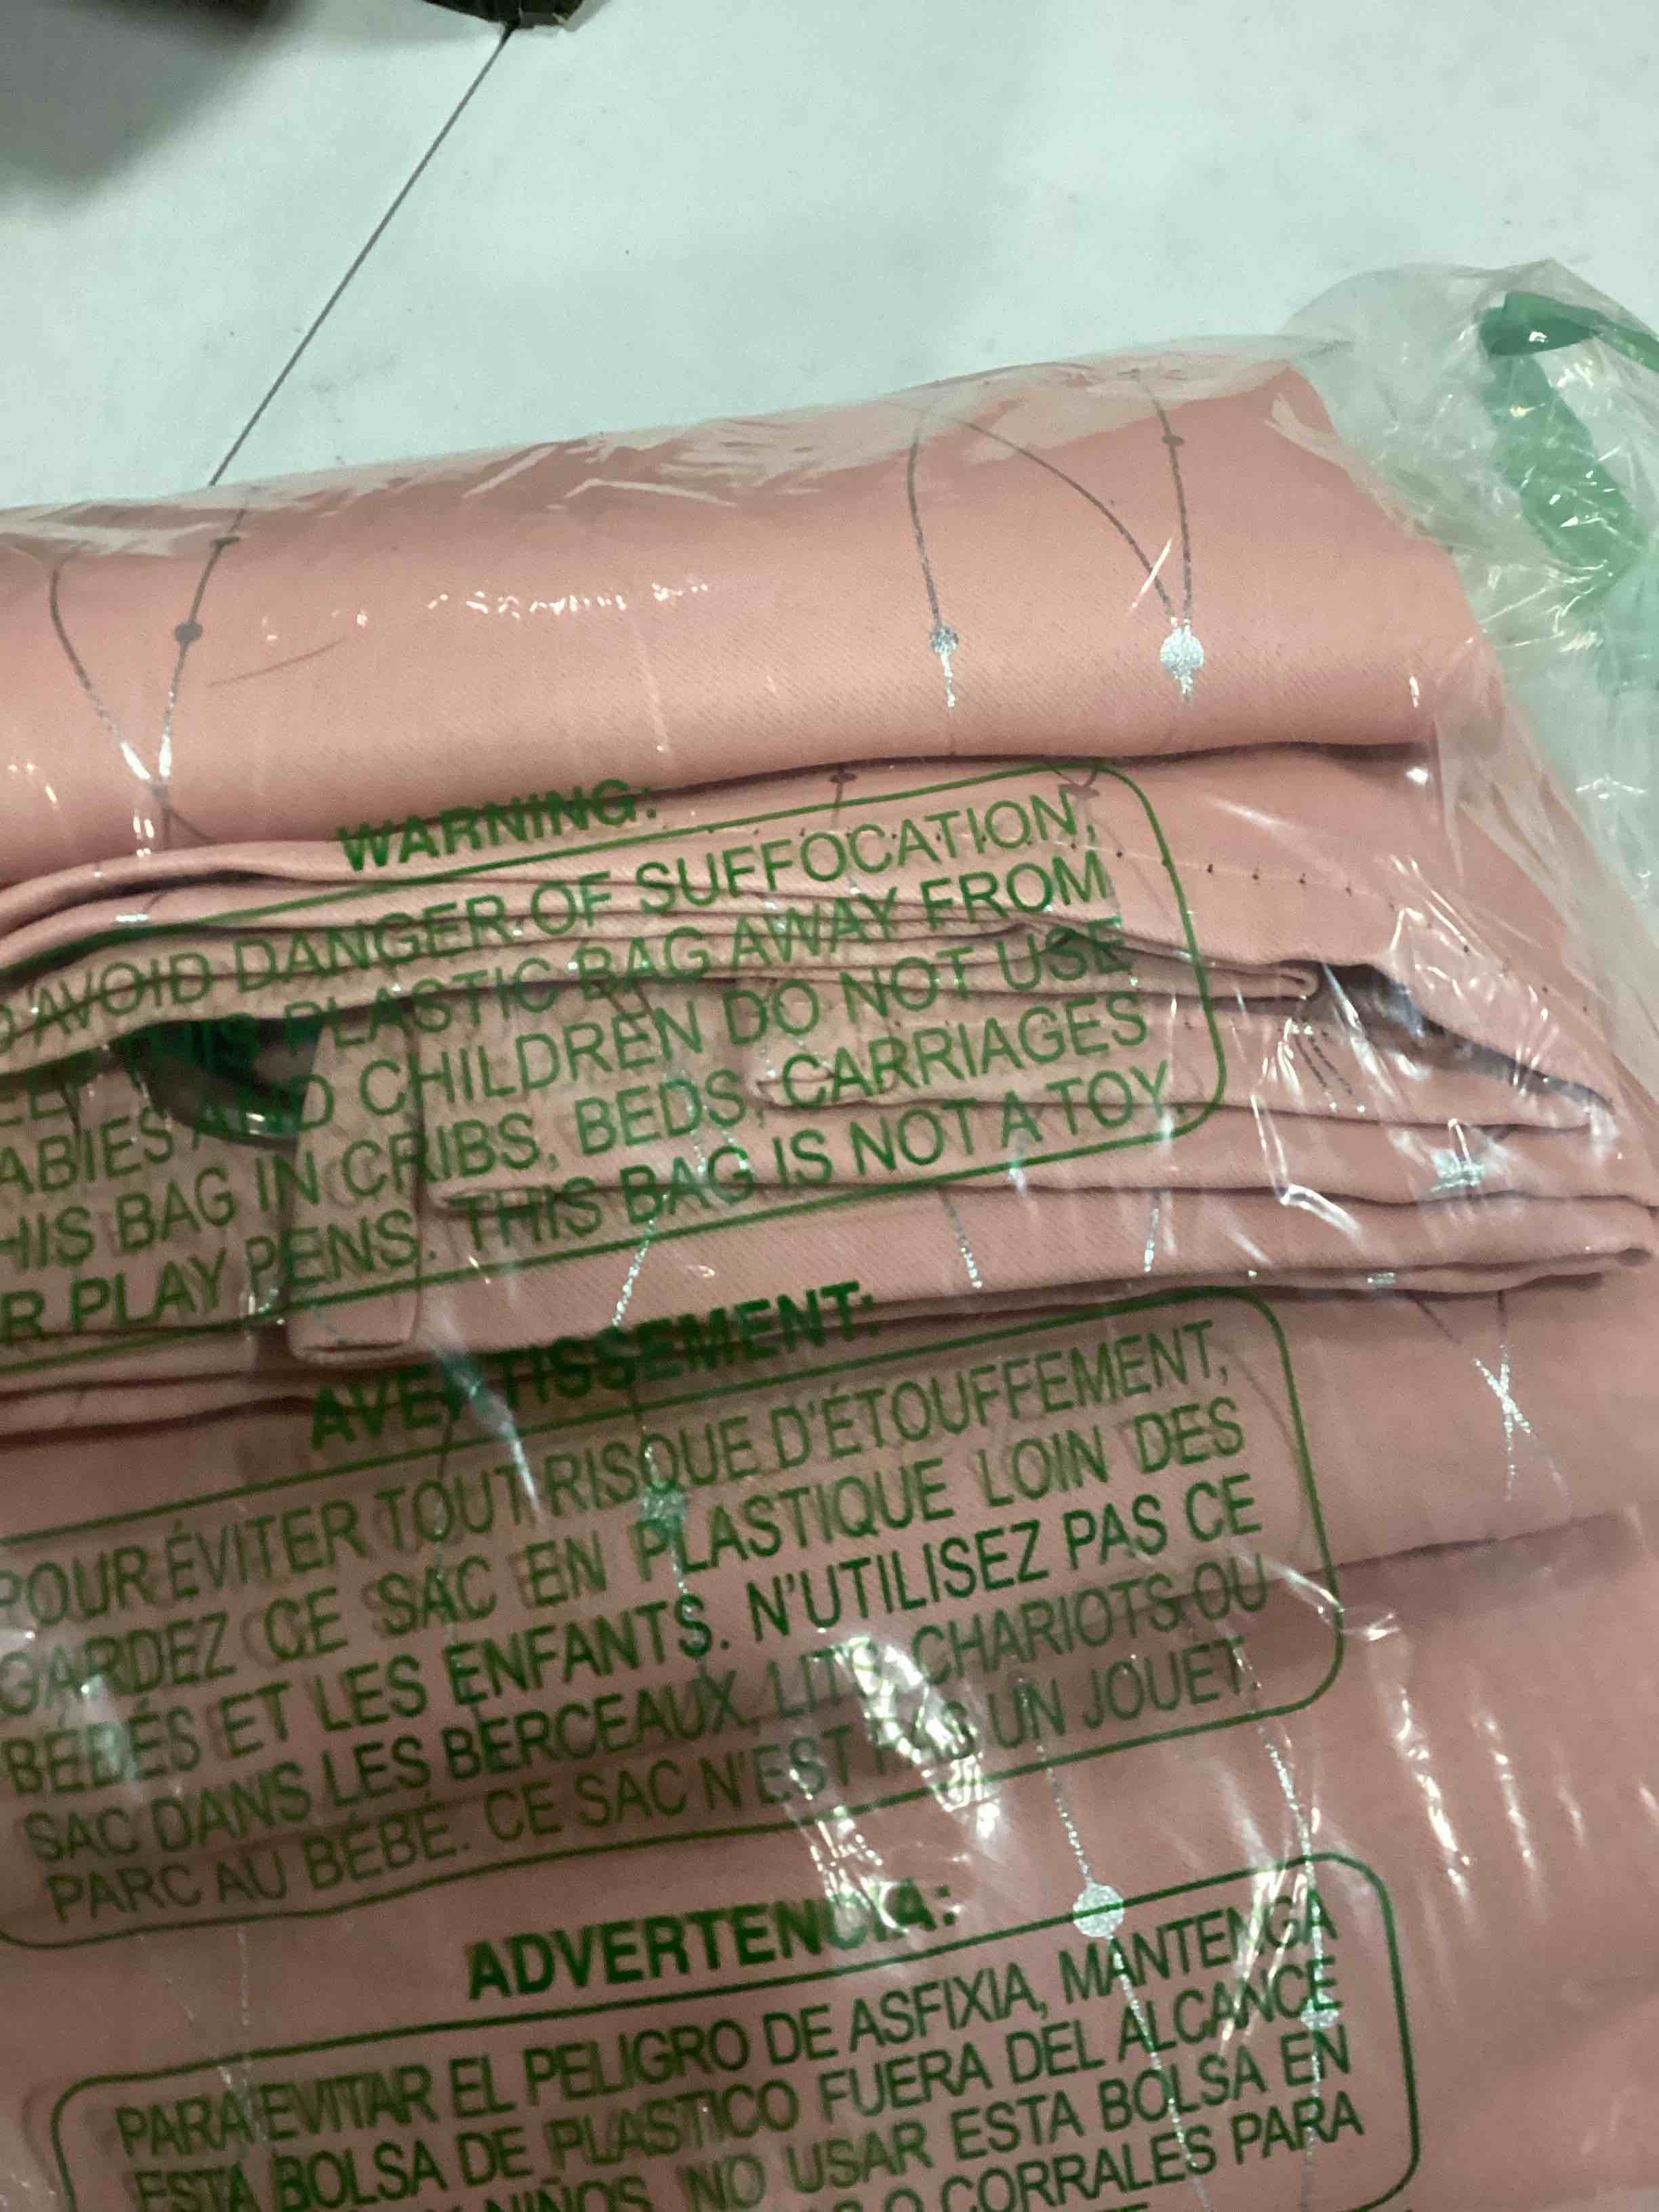 WARNING:
AVOID DANGER OF SUFFOCATION,
THIS PLASTIC BAG AWAY FROM
AND CHILDREN DO NOT USE
BAG IN CRIBS, BEDS, CARRIAGES
PLAY PENS. THIS BAG IS NOT A TOY.
AVERTISSEMENT:
POUR ÉVITER TOUT RISQUE D'ÉTOUFFEMENT,
GARDEZ CE SAC EN PLASTIQUE LOIN DES
BÉBÉS ET LES ENFANTS. N'UTILISEZ PAS CE
SAC DANS LES BERCEAUX, LITS, CHARIOTS OU
PARC AU BÉBÉ. CE SAC N'EST PAS UN JOUET.
ADVERTENCIA:
PARA EVITAR EL PELIGRO DE ASFIXIA, MANTENGA
ESTA BOLSA DE PLASTICO FUERA DEL ALCANCE
NIÑOS. NO USAR ESTA BOLSA EN
O CORRALES PARA